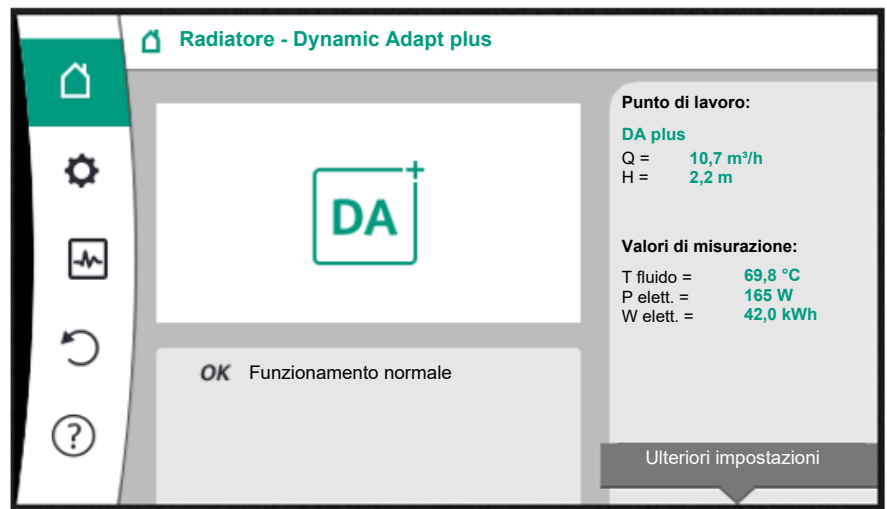 Radiatore - Dynamic Adapt plus
DA+
OK Funzionamento normale
Punto di lavoro:
DA plus
Q = 10,7 m³/h
H = 2,2 m
Valori di misurazione:
T fluido = 69,8 °C
P elett. = 165 W
W elett. = 42,0 kWh
Ulteriori impostazioni
?